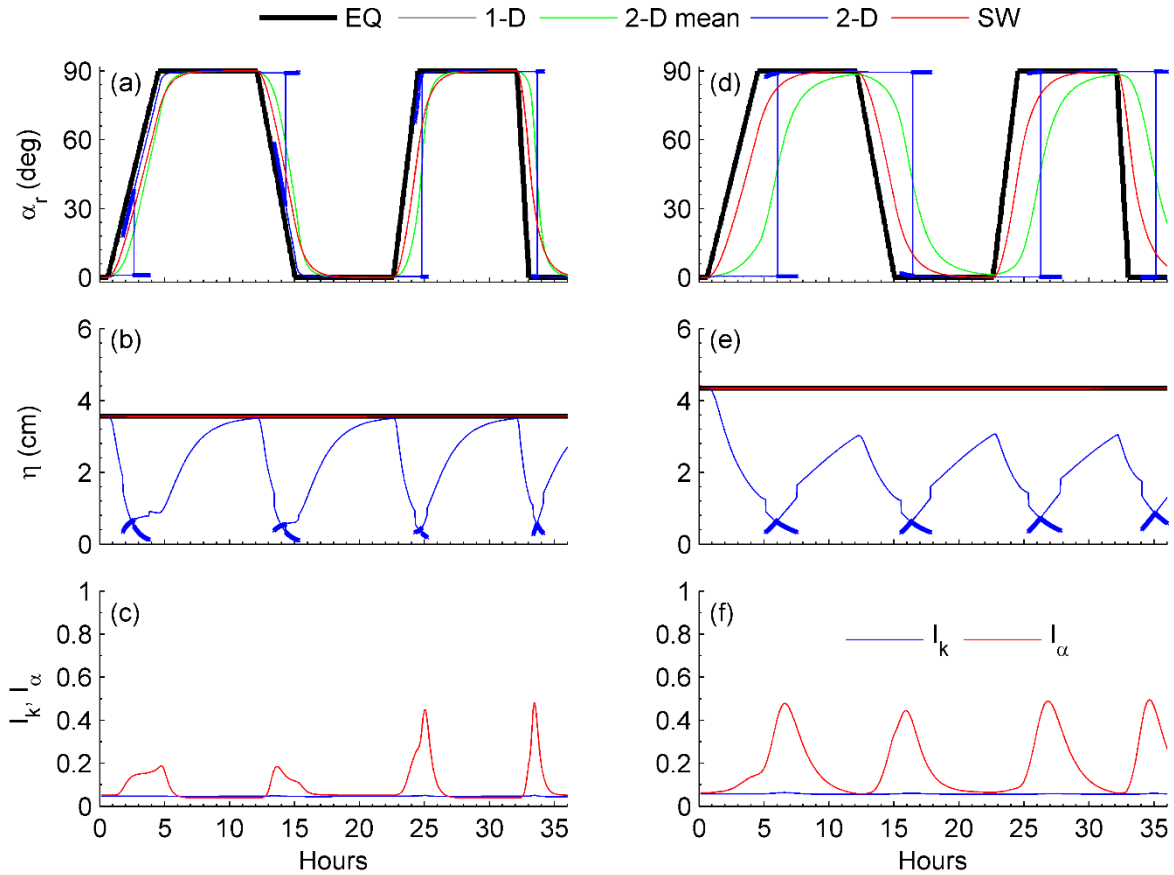 EQ 1-D 2-D mean 2-D SW
90 (a) (d)
60
30
0
α_r (deg)
6 (b) 6 (e)
4 4
2 2
0 0
η (cm)
1 (c) 1 (f)
0.8 0.8
I_k I_α
0.6 0.6
0.4 0.4
0.2 0.2
0 0
I_k, I_α
0 5 10 15 20 25 30 35 0 5 10 15 20 25 30 35
Hours Hours
90
60
30
0
α_r (deg)
η (cm)